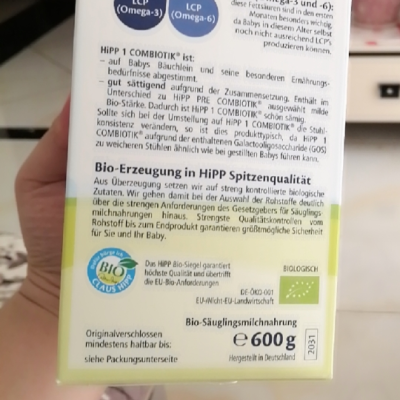 LCP
(Omega-3)
LCP
(Omega-6)
ga-3 und -6):
diese Fettsäuren sind in den ersten
Monaten besonders wichtig,
da Babys in diesem Alter selbst
noch nicht ausreichend LCP's
produzieren können.
HiPP 1 COMBIOTIK® ist:
– auf Babys Bäuchlein und seine besonderen Ernährungs-
bedürfnisse abgestimmt.
– gut sättigend aufgrund der Zusammensetzung. Enthält im
Unterschied zu HiPP PRE COMBIOTIK® ausgewählt milde
Bio-Stärke. Dadurch ist HiPP 1 COMBIOTIK® schön sämig.
Sollte sich bei der Umstellung auf HiPP 1 COMBIOTIK® die Stuhl-
konsistenz verändern, so ist dies produkttypisch, da HiPP 1
COMBIOTIK® aufgrund der enthaltenen Galactooligosaccharide (GOS)
zu weicheren Stühlen ähnlich wie bei gestillten Babys führen kann.
Bio-Erzeugung in HiPP Spitzenqualität
Aus Überzeugung setzen wir auf streng kontrollierte biologische
Zutaten. Wir gehen damit bei der Auswahl der Rohstoffe deutlich
über die strengen Anforderungen des Gesetzgebers für Säuglings-
milchnahrungen hinaus. Strengste Qualitätskontrollen vom
Rohstoff bis zum Endprodukt garantieren größtmögliche Sicherheit
für Sie und Ihr Baby.
BIO
CLAUS HIPP
Das HiPP Bio-Siegel garantiert
höchste Qualität und übertrifft
die EU-Bio-Anforderungen
BIOLOGISCH
DE-ÖKO-001
EU-/Nicht-EU-Landwirtschaft
Bio-Säuglingsmilchnahrung
Originalverschlossen
mindestens haltbar bis:
siehe Packungsunterseite
℮ 600 g
Hergestellt in Deutschland
2031